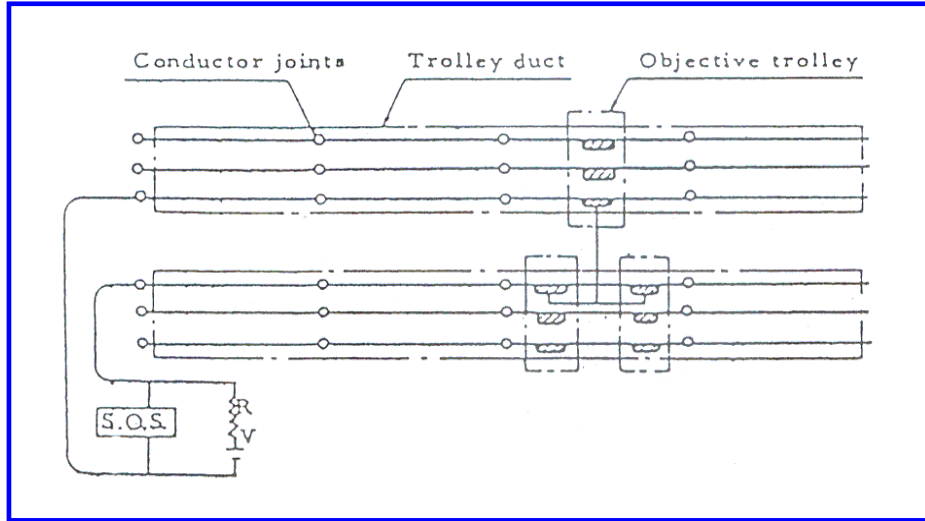 Conductor joints
Trolley duct
Objective trolley
S.O.S.
R
V